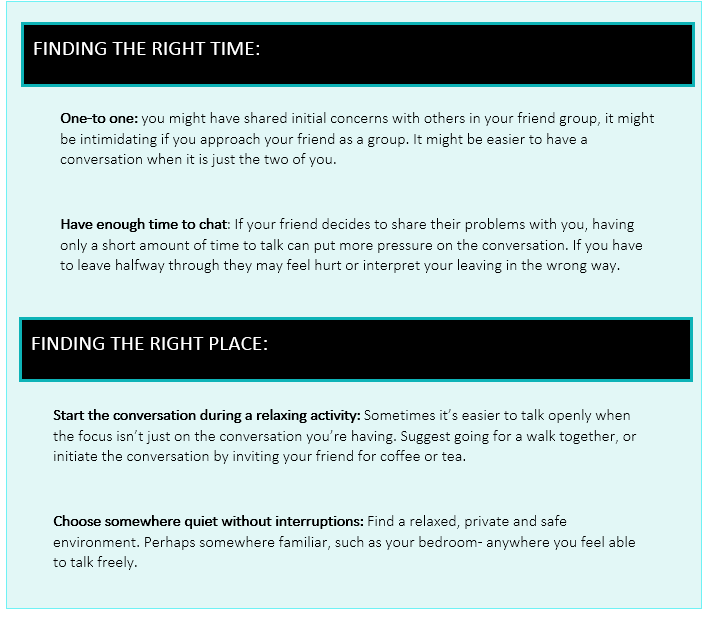 FINDING THE RIGHT TIME:
One-to one: you might have shared initial concerns with others in your friend group, it might
be intimidating if you approach your friend as a group. It might be easier to have a
conversation when it is just the two of you.
Have enough time to chat: If your friend decides to share their problems with you, having
only a short amount of time to talk can put more pressure on the conversation. If you have
to leave halfway through they may feel hurt or interpret your leaving in the wrong way.
FINDING THE RIGHT PLACE:
Start the conversation during a relaxing activity: Sometimes it’s easier to talk openly when
the focus isn’t just on the conversation you’re having. Suggest going for a walk together, or
initiate the conversation by inviting your friend for coffee or tea.
Choose somewhere quiet without interruptions: Find a relaxed, private and safe
environment. Perhaps somewhere familiar, such as your bedroom- anywhere you feel able
to talk freely.